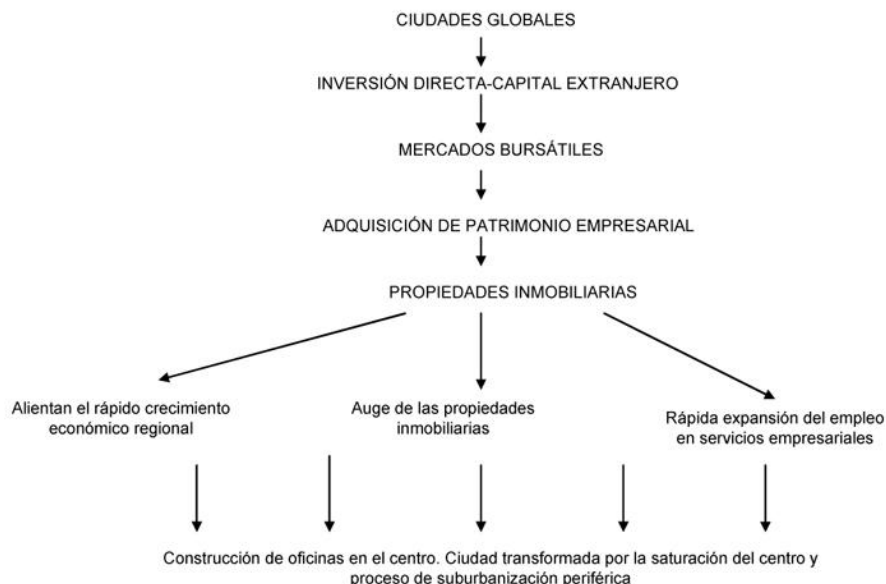 CIUDADES GLOBALES
INVERSIÓN DIRECTA-CAPITAL EXTRANJERO
MERCADOS BURSÁTILES
ADQUISICIÓN DE PATRIMONIO EMPRESARIAL
PROPIEDADES INMOBILIARIAS
Alientan el rápido crecimiento
económico regional
Auge de las propiedades
inmobiliarias
Rápida expansión del empleo
en servicios empresariales
Construcción de oficinas en el centro. Ciudad transformada por la saturación del centro y
proceso de suburbanización periférica